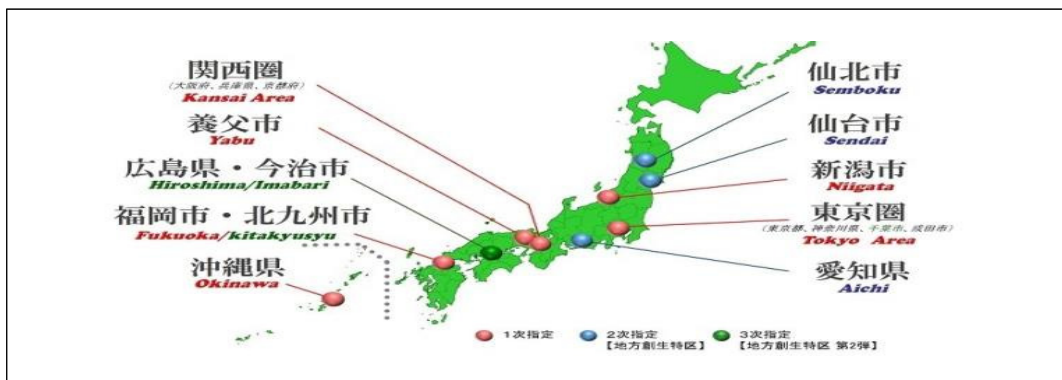 関西圏
(大阪府、兵庫県、京都府)
Kansai Area
養父市
Yabu
広島県・今治市
Hiroshima/Imabari
福岡市・北九州市
Fukuoka/kitakyusyu
沖縄県
Okinawa
仙北市
Semboku
仙台市
Sendai
新潟市
Niigata
東京圏
(東京都、神奈川県、千葉市、成田市)
Tokyo Area
愛知県
Aichi
1次指定
2次指定
【地方創生特区】
3次指定
【地方創生特区 第2弾】